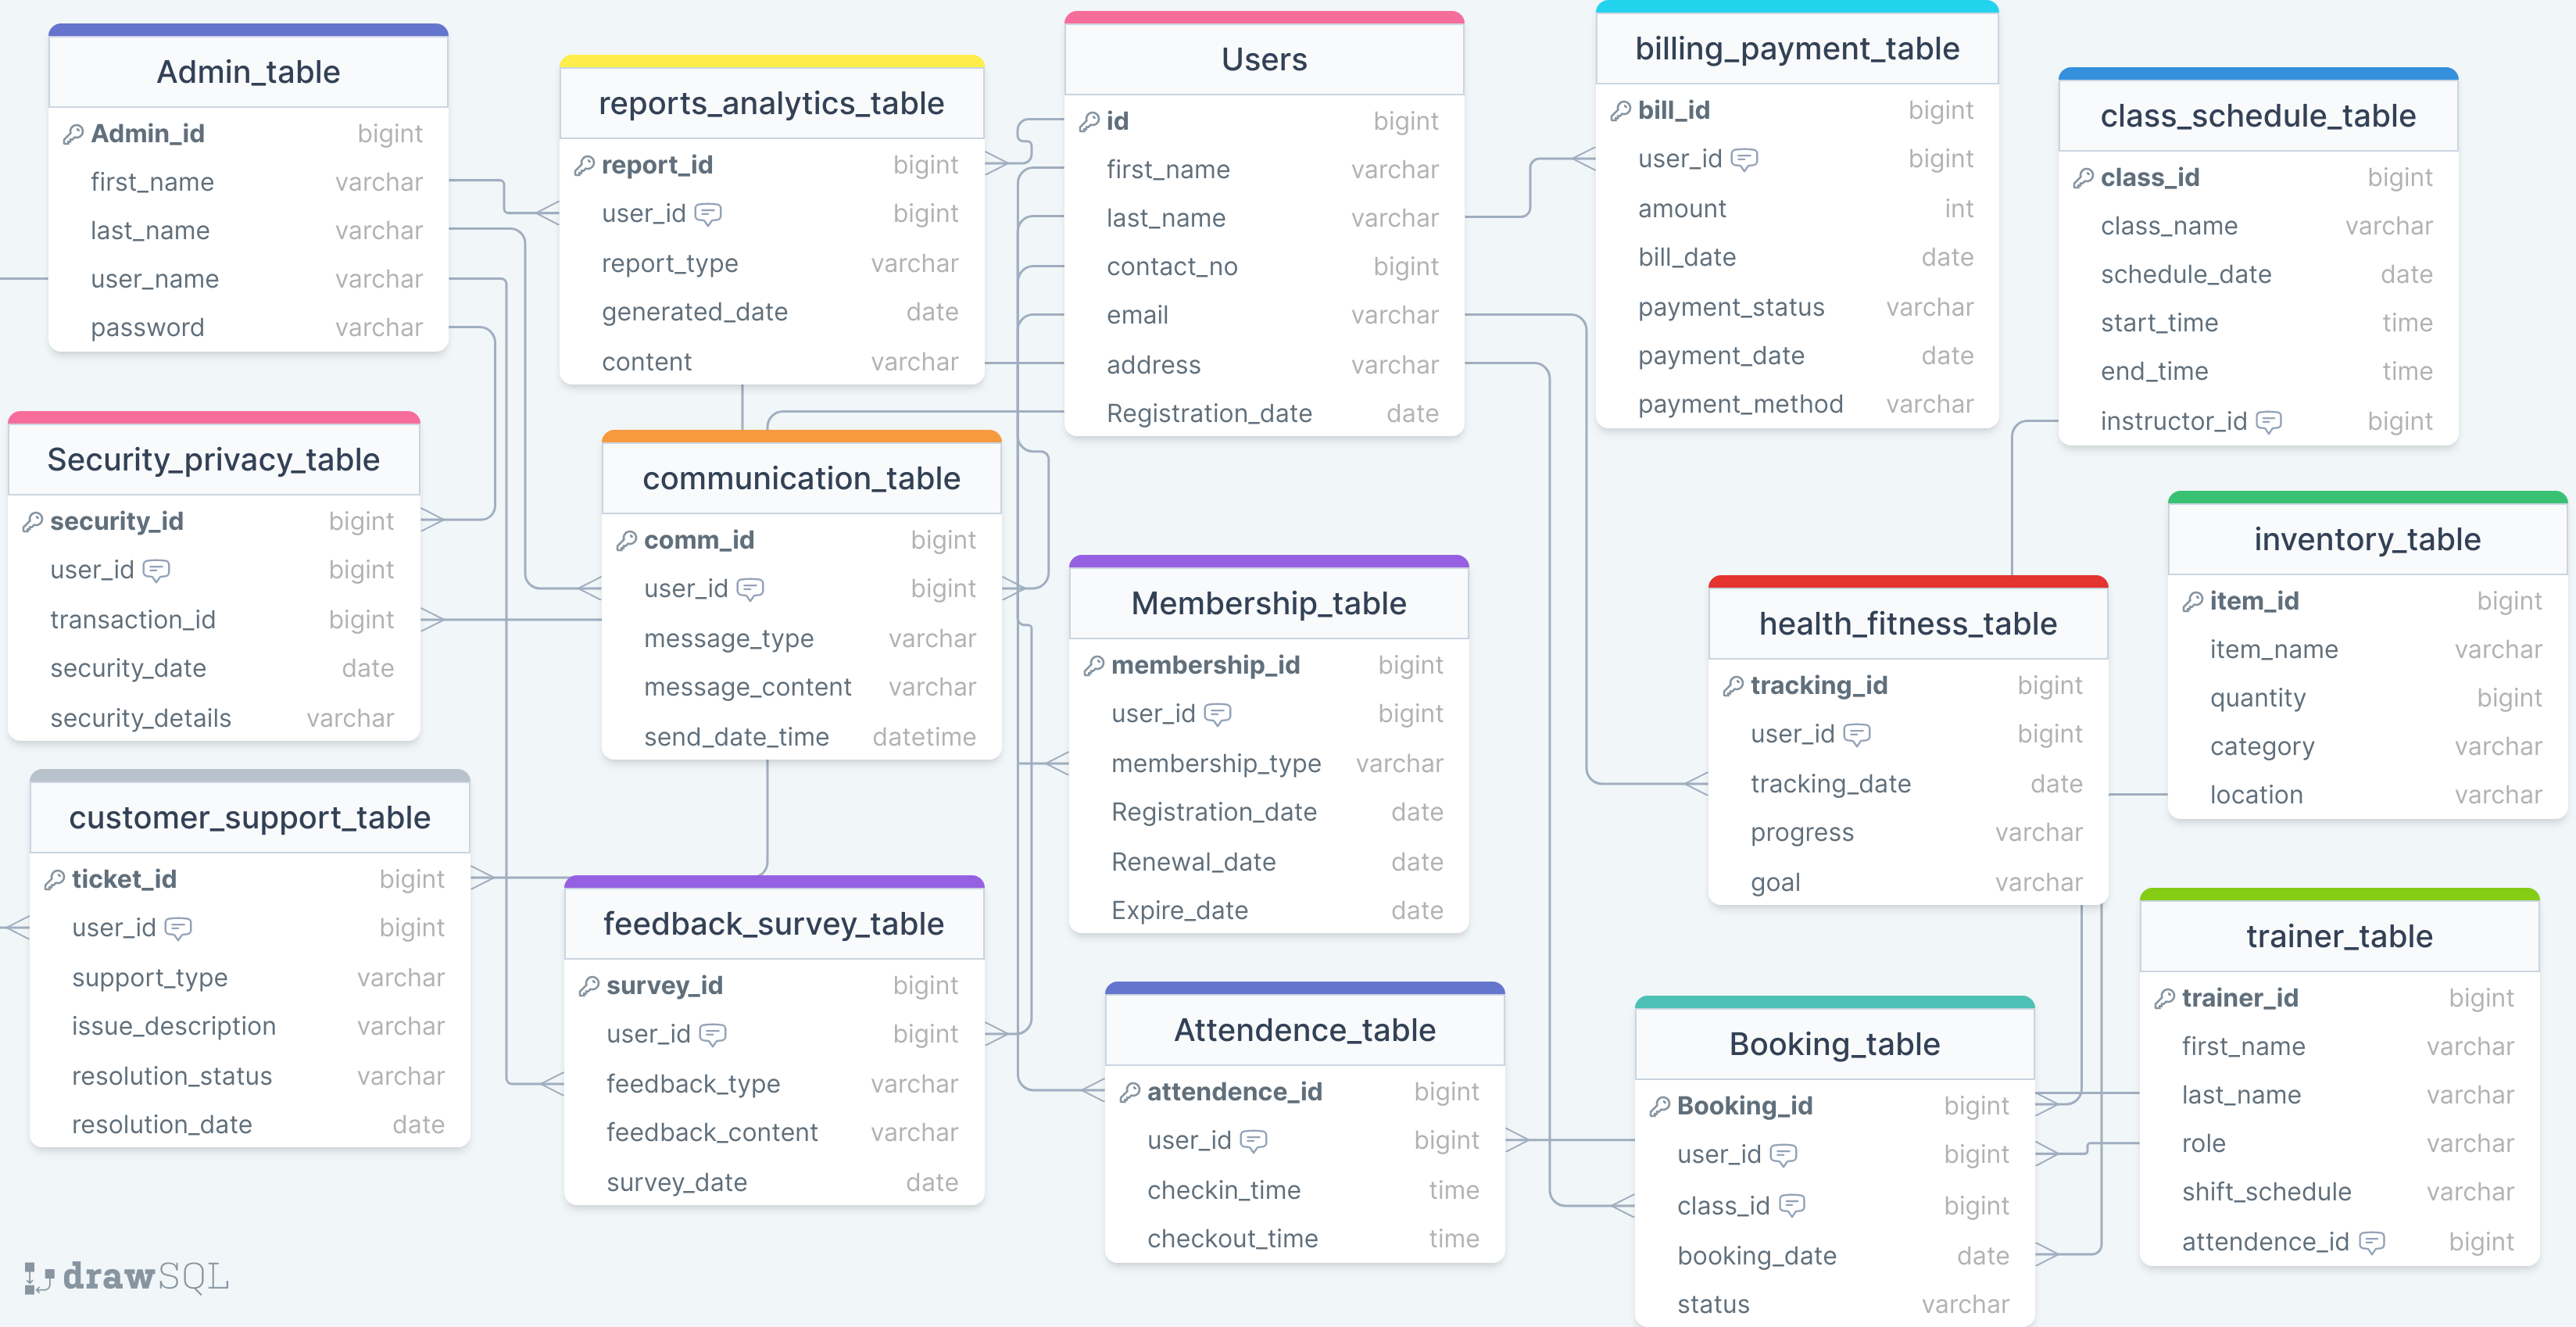 Admin_table
Admin_id bigint
first_name varchar
last_name varchar
user_name varchar
password varchar
reports_analytics_table
report_id bigint
user_id bigint
report_type varchar
generated_date date
content varchar
Users
id bigint
first_name varchar
last_name varchar
contact_no bigint
email varchar
address varchar
Registration_date date
billing_payment_table
bill_id bigint
user_id bigint
amount int
bill_date date
payment_status varchar
payment_date date
payment_method varchar
class_schedule_table
class_id bigint
class_name varchar
schedule_date date
start_time time
end_time time
instructor_id bigint
Security_privacy_table
security_id bigint
user_id bigint
transaction_id bigint
security_date date
security_details varchar
communication_table
comm_id bigint
user_id bigint
message_type varchar
message_content varchar
send_date_time datetime
Membership_table
membership_id bigint
user_id bigint
membership_type varchar
Registration_date date
Renewal_date date
Expire_date date
health_fitness_table
tracking_id bigint
user_id bigint
tracking_date date
progress varchar
goal varchar
inventory_table
item_id bigint
item_name varchar
quantity bigint
category varchar
location varchar
customer_support_table
ticket_id bigint
user_id bigint
support_type varchar
issue_description varchar
resolution_status varchar
resolution_date date
feedback_survey_table
survey_id bigint
user_id bigint
feedback_type varchar
feedback_content varchar
survey_date date
Attendence_table
attendence_id bigint
user_id bigint
checkin_time time
checkout_time time
Booking_table
Booking_id bigint
user_id bigint
class_id bigint
booking_date date
status varchar
trainer_table
trainer_id bigint
first_name varchar
last_name varchar
role varchar
shift_schedule varchar
attendence_id bigint
drawSQL